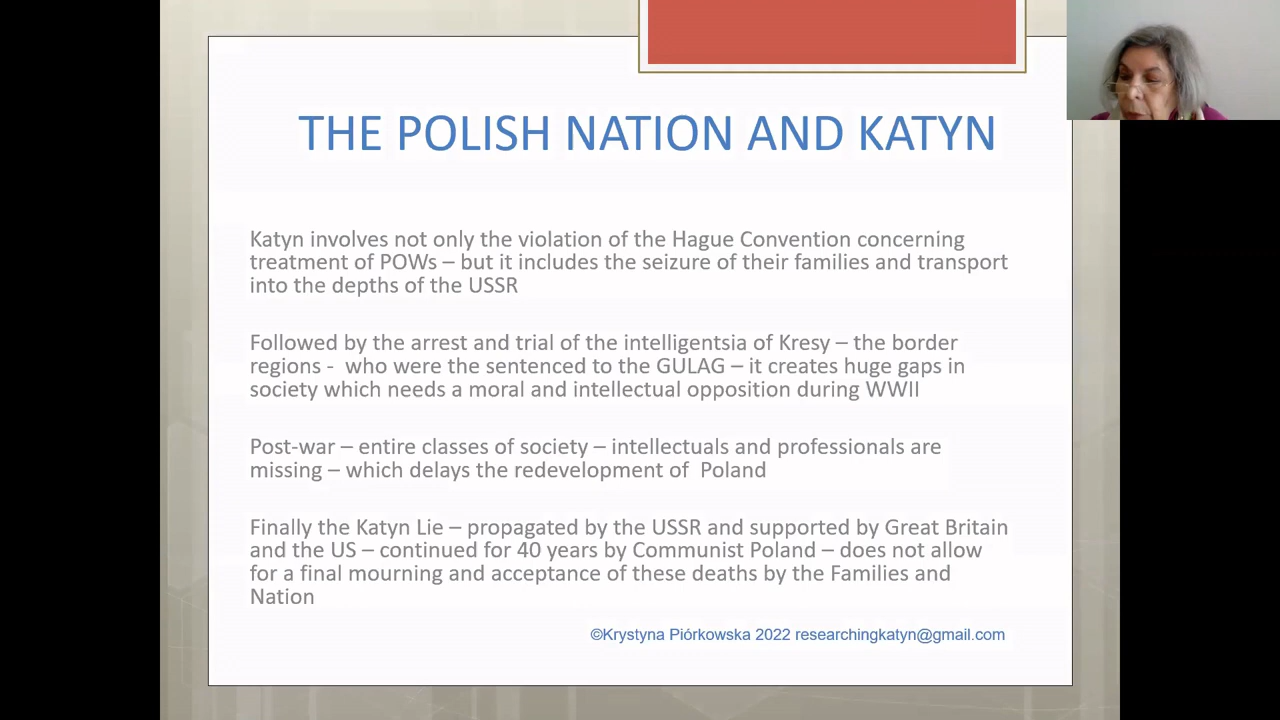 THE POLISH NATION AND KATYN
Katyn involves not only the violation of the Hague Convention concerning
treatment of POWs – but it includes the seizure of their families and transport
into the depths of the USSR
Followed by the arrest and trial of the intelligentsia of Kresy – the border
regions -  who were the sentenced to the GULAG – it creates huge gaps in
society which needs a moral and intellectual opposition during WWII
Post-war – entire classes of society – intellectuals and professionals are
missing – which delays the redevelopment of  Poland
Finally the Katyn Lie – propagated by the USSR and supported by Great Britain
and the US – continued for 40 years by Communist Poland – does not allow
for a final mourning and acceptance of these deaths by the Families and
Nation
©Krystyna Piórkowska 2022 researchingkatyn@gmail.com